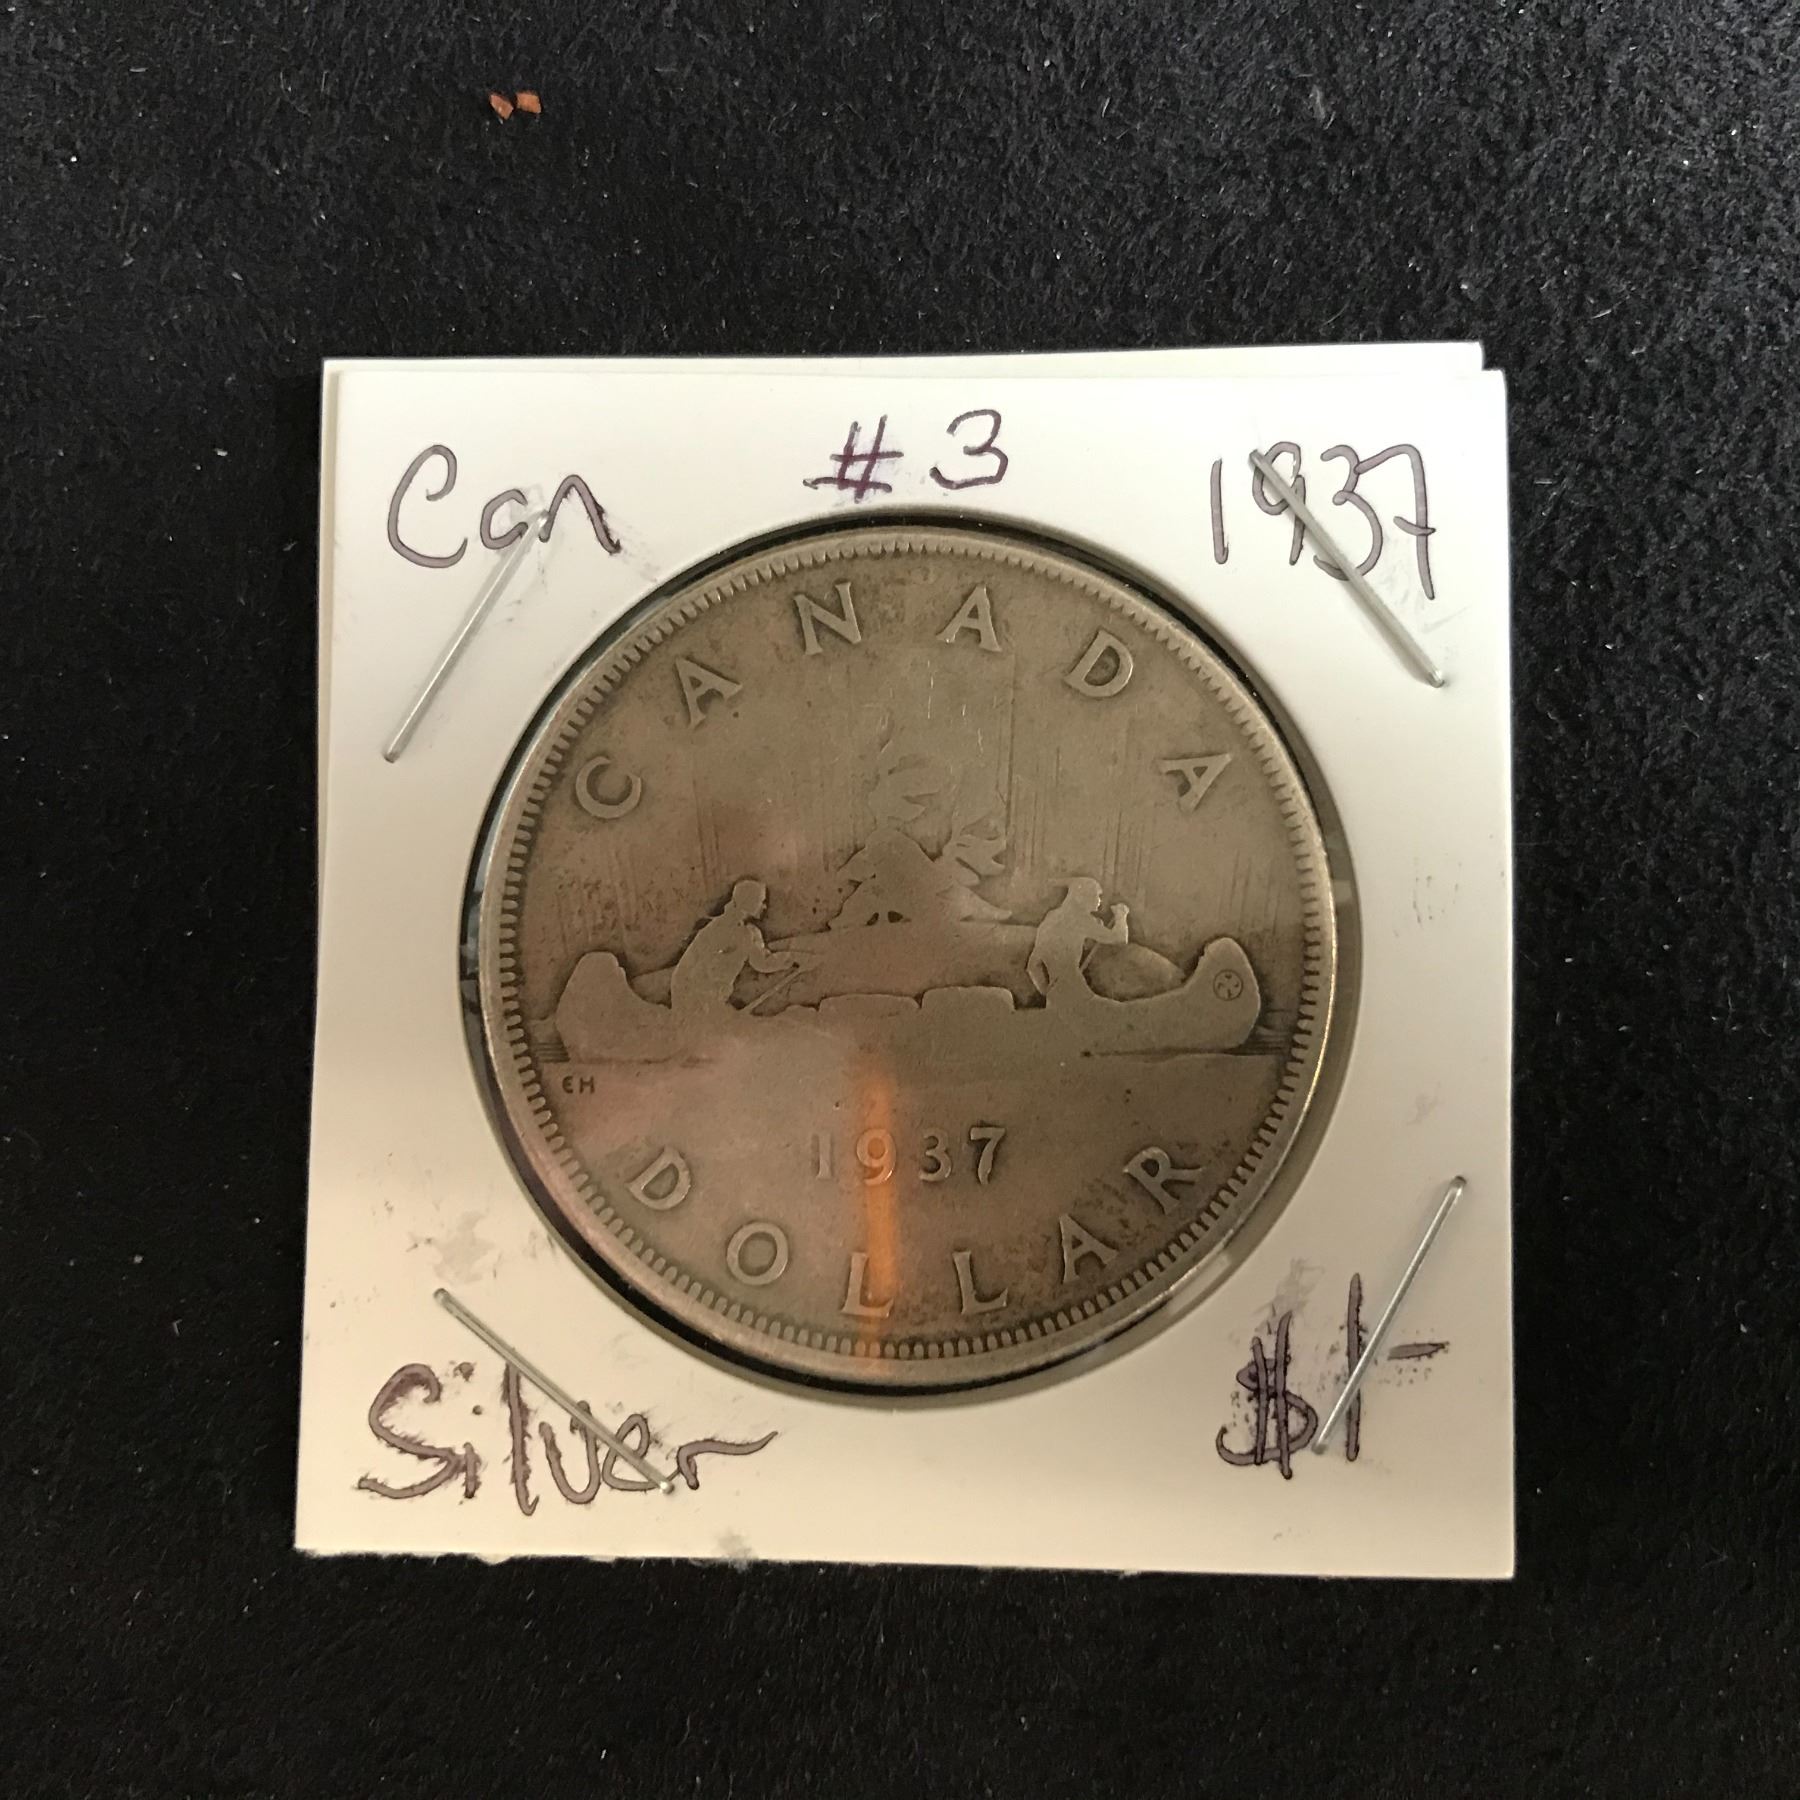 Can #3 1937
CANADA
EH
1937
DOLLAR
Silver $1-